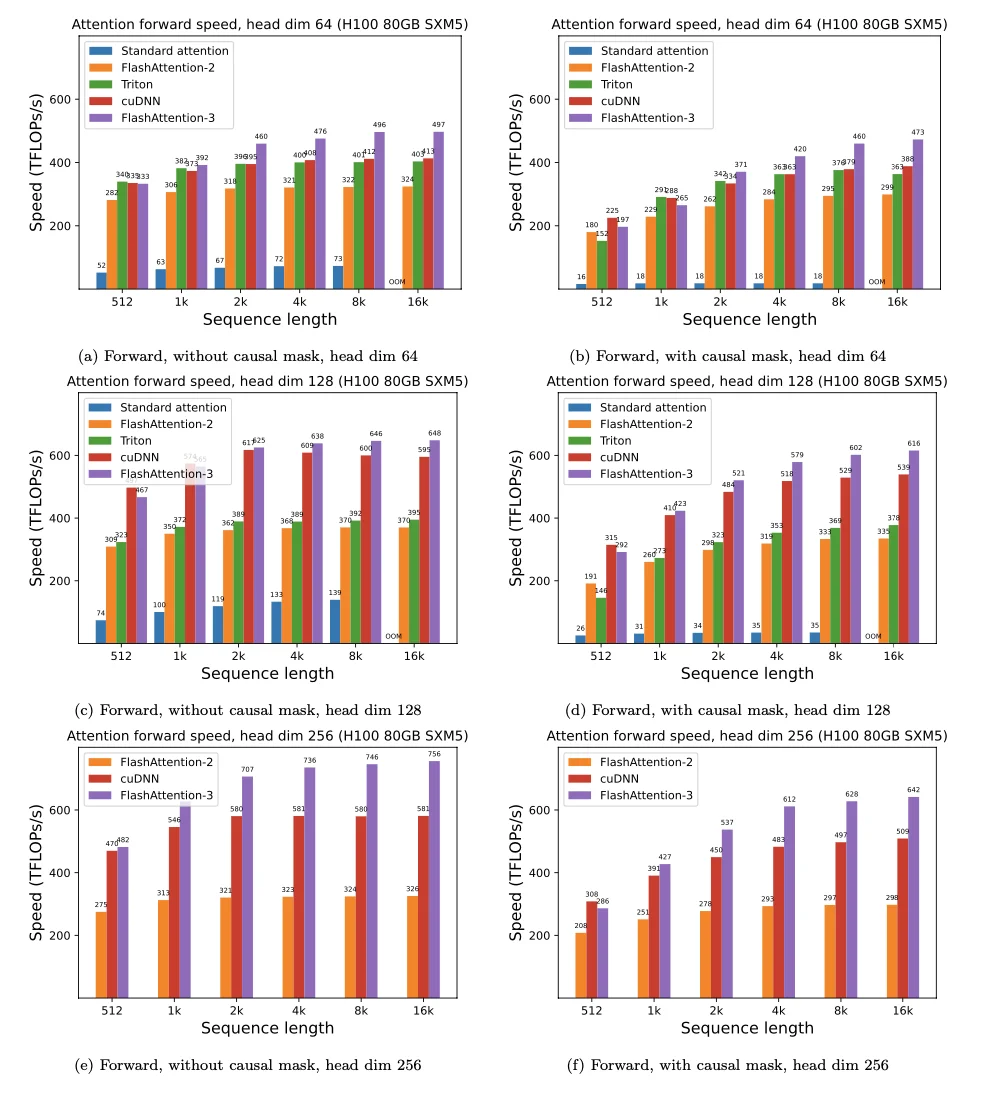 Attention forward speed, head dim 64 (H100 80GB SXM5)
Speed (TFLOPs/s)
600
400
200
Standard attention
FlashAttention-2
Triton
cuDNN
FlashAttention-3
52 282 340 335 333
63 306 382 373 392
67 318 396 395 460
72 321 400 408 476
73 322 401 412 496
OOM 324 403 413 497
512 1k 2k 4k 8k 16k
Sequence length
(a) Forward, without causal mask, head dim 64
Attention forward speed, head dim 64 (H100 80GB SXM5)
Speed (TFLOPs/s)
600
400
200
Standard attention
FlashAttention-2
Triton
cuDNN
FlashAttention-3
16 180 152 225 197
18 229 291 288 265
18 262 342 334 371
18 284 363 363 420
18 295 376 379 460
OOM 299 363 388 473
512 1k 2k 4k 8k 16k
Sequence length
(b) Forward, with causal mask, head dim 64
Attention forward speed, head dim 128 (H100 80GB SXM5)
Speed (TFLOPs/s)
600
400
200
Standard attention
FlashAttention-2
Triton
cuDNN
FlashAttention-3
74 309 323 467
100 350 372 574 565
119 362 389 617 625
133 368 389 609 638
139 370 392 600 646
OOM 370 395 595 648
512 1k 2k 4k 8k 16k
Sequence length
(c) Forward, without causal mask, head dim 128
Attention forward speed, head dim 128 (H100 80GB SXM5)
Speed (TFLOPs/s)
600
400
200
Standard attention
FlashAttention-2
Triton
cuDNN
FlashAttention-3
26 191 146 315 292
31 260 273 410 423
34 298 323 484 521
35 319 353 518 579
35 333 369 529 602
OOM 335 378 539 616
512 1k 2k 4k 8k 16k
Sequence length
(d) Forward, with causal mask, head dim 128
Attention forward speed, head dim 256 (H100 80GB SXM5)
Speed (TFLOPs/s)
600
400
200
FlashAttention-2
cuDNN
FlashAttention-3
275 470 482
313 546
321 580 707
323 581 736
324 580 746
326 581 756
512 1k 2k 4k 8k 16k
Sequence length
(e) Forward, without causal mask, head dim 256
Attention forward speed, head dim 256 (H100 80GB SXM5)
Speed (TFLOPs/s)
600
400
200
FlashAttention-2
cuDNN
FlashAttention-3
208 308 286
251 391 427
278 450 537
293 483 612
297 497 628
298 509 642
512 1k 2k 4k 8k 16k
Sequence length
(f) Forward, with causal mask, head dim 256